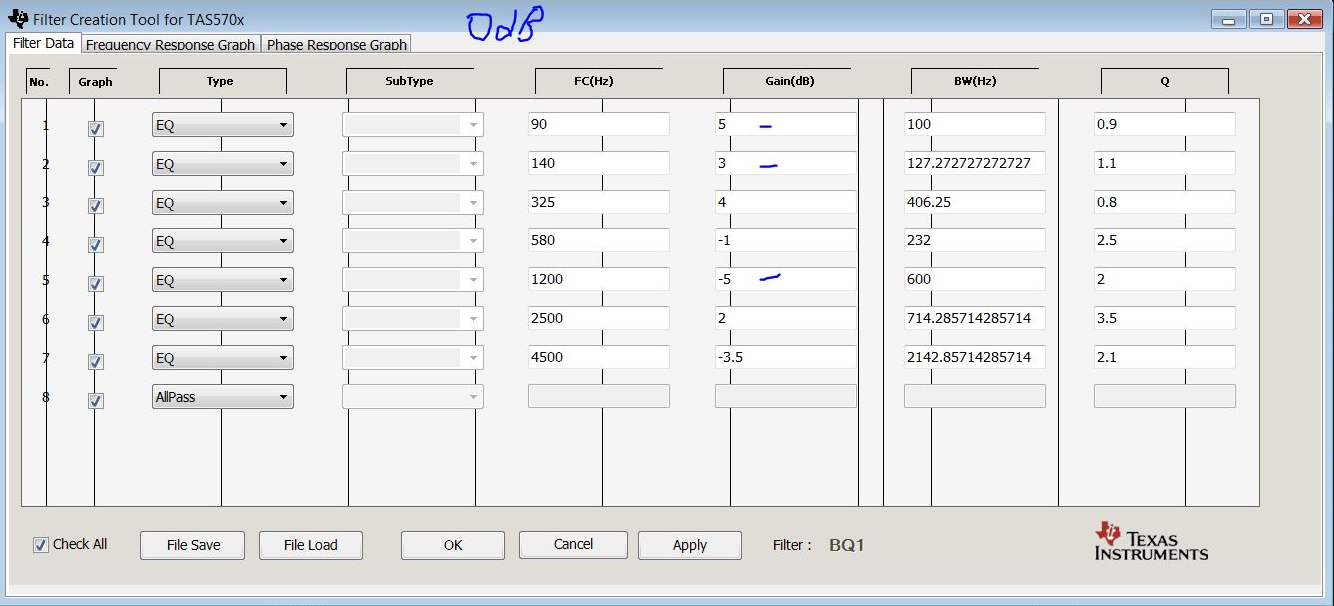 Filter Creation Tool for TAS570x
0dB
Filter Data Frequency Response Graph Phase Response Graph
No. Graph Type SubType FC(Hz) Gain(dB) BW(Hz) Q
1 EQ 90 5 – 100 0.9
2 EQ 140 3 – 127.272727272727 1.1
3 EQ 325 4 406.25 0.8
4 EQ 580 -1 232 2.5
5 EQ 1200 -5 – 600 2
6 EQ 2500 2 714.285714285714 3.5
7 EQ 4500 -3.5 2142.85714285714 2.1
8 AllPass
Check All File Save File Load OK Cancel Apply Filter : BQ1
TEXAS
INSTRUMENTS